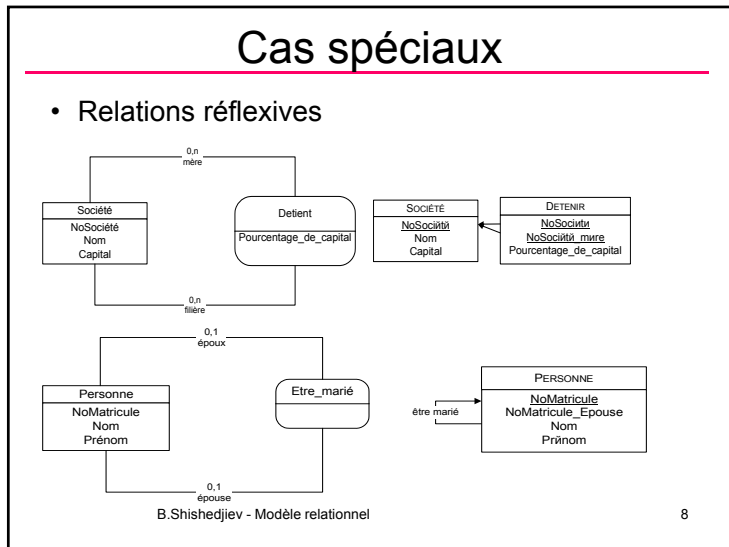 Cas spéciaux
• Relations réflexives
0,n
mère
Société
NoSociété
Nom
Capital
Detient
Pourcentage_de_capital
0,n
filière
SOCIÉTÉ
NoSociйtй
Nom
Capital
DETENIR
NoSociиtи
NoSociйtй_mиre
Pourcentage_de_capital
0,1
époux
Personne
NoMatricule
Nom
Prénom
Etre_marié
0,1
épouse
être marié
PERSONNE
NoMatricule
NoMatricule_Epouse
Nom
Prйnom
B.Shishedjiev - Modèle relationnel
8